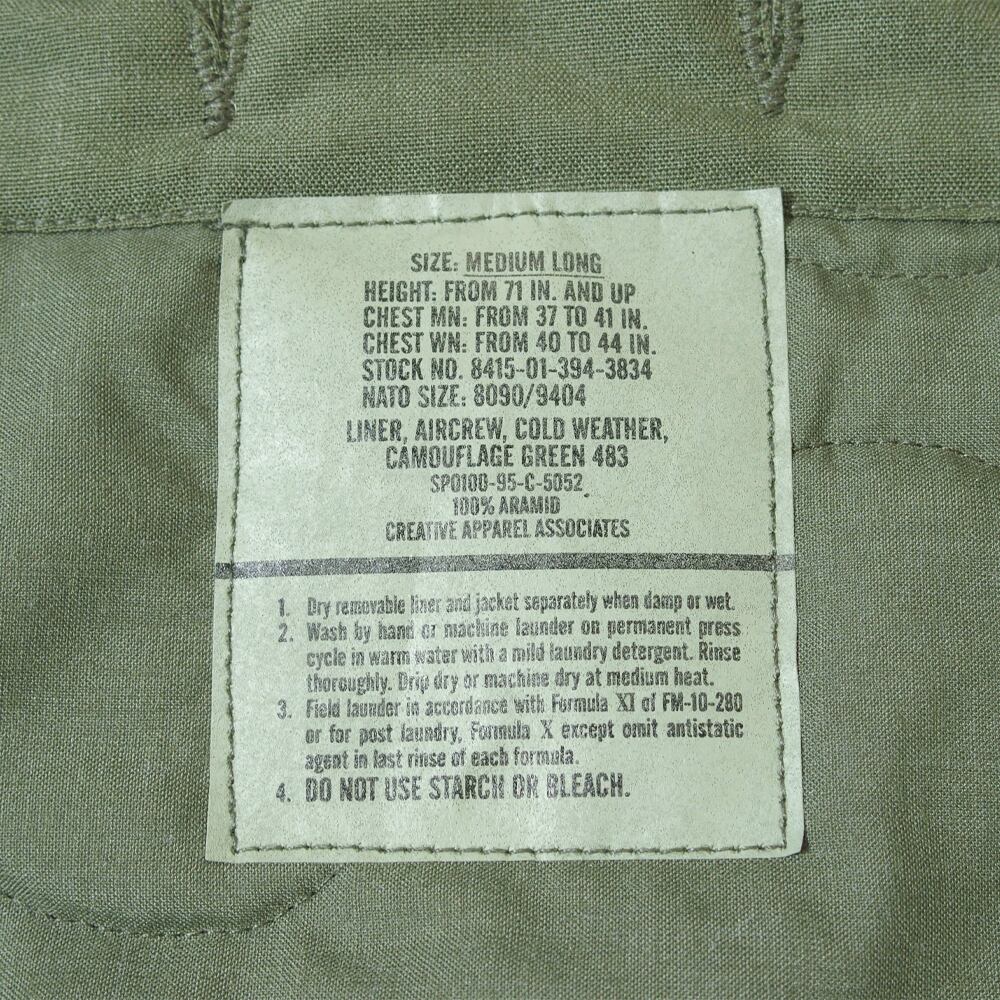 SIZE: MEDIUM LONG
HEIGHT: FROM 71 IN. AND UP
CHEST MN: FROM 37 TO 41 IN.
CHEST WN: FROM 40 TO 44 IN.
STOCK NO. 8415-01-394-3834
NATO SIZE: 8090/9404
LINER, AIRCREW, COLD WEATHER,
CAMOUFLAGE GREEN 483
SPO100-95-C-5052
100% ARAMID
CREATIVE APPAREL ASSOCIATES
1. Dry removable liner and jacket separately when damp or wet.
2. Wash by hand or machine launder on permanent press
cycle in warm water with a mild laundry detergent. Rinse
thoroughly. Drip dry or machine dry at medium heat.
3. Field launder in accordance with Formula XI of FM-10-280
or for post laundry, Formula X except omit antistatic
agent in last rinse of each formula.
4. DO NOT USE STARCH OR BLEACH.